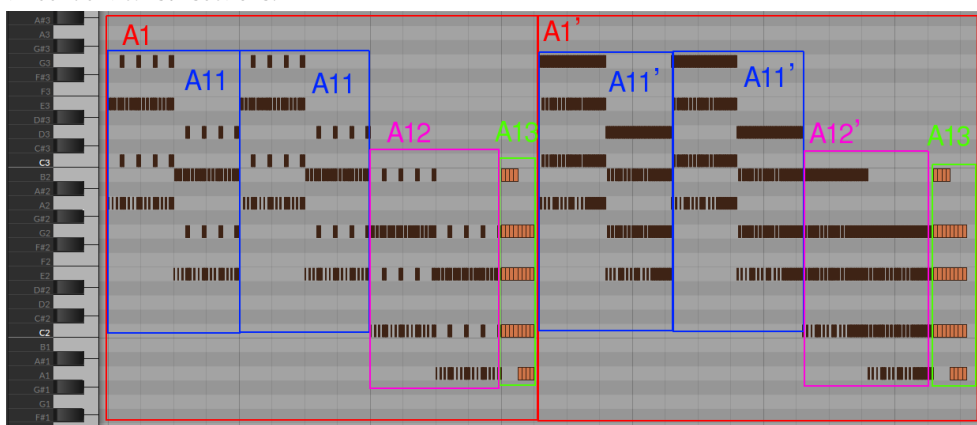 A1
A1’
A11
A11
A12
A13
A11’
A11’
A12’
A13
A#3
A3
G#3
G3
F#3
F3
E3
D#3
D3
C#3
C3
B2
A#2
A2
G#2
G2
F#2
F2
E2
D#2
D2
C#2
C2
B1
A#1
A1
G#1
G1
F#1